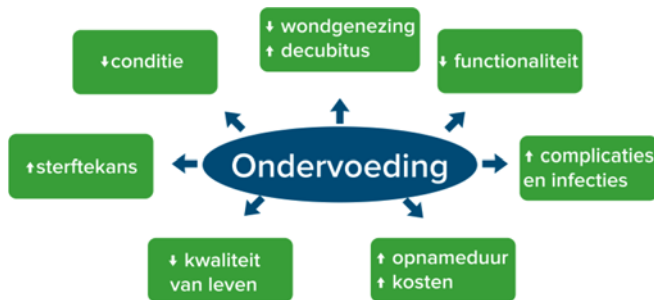 ↓ wondgenezing
↑ decubitus
↓conditie
↓ functionaliteit
Ondervoeding
↑sterftekans
↑ complicaties
en infecties
↓ kwaliteit
van leven
↑ opnameduur
↑ kosten